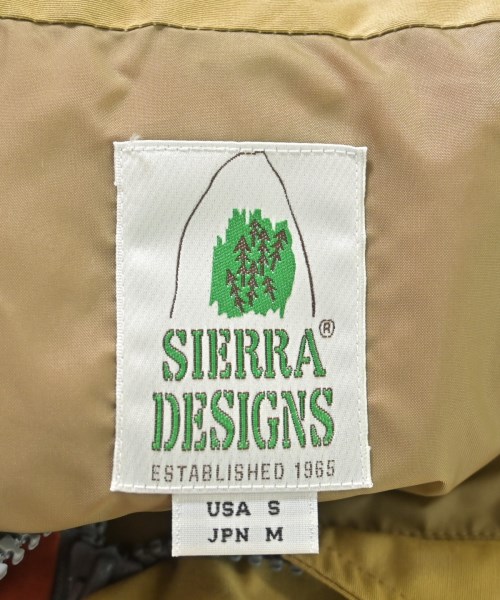 SIERRA®
DESIGNS
ESTABLISHED 1965
USA S
JPN M